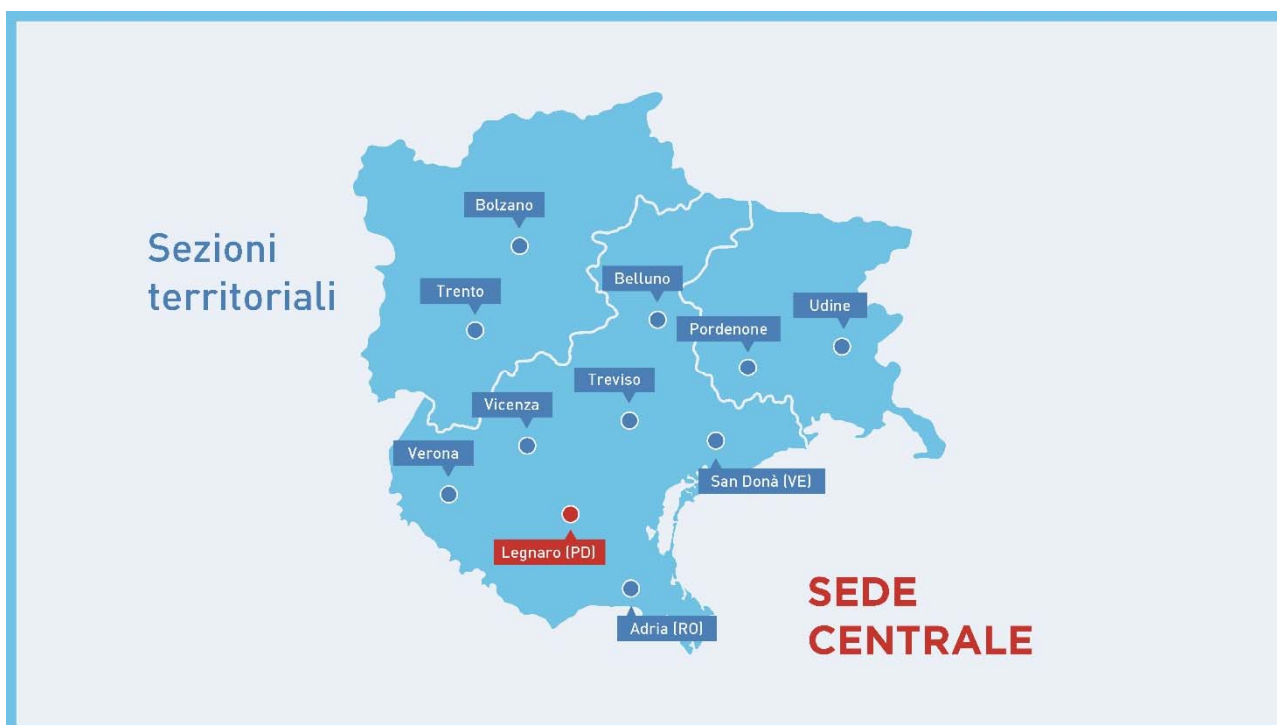 Sezioni
territoriali
Bolzano
Trento
Belluno
Udine
Pordenone
Treviso
Vicenza
Verona
San Donà (VE)
Legnaro (PD)
Adria (RO)
SEDE
CENTRALE